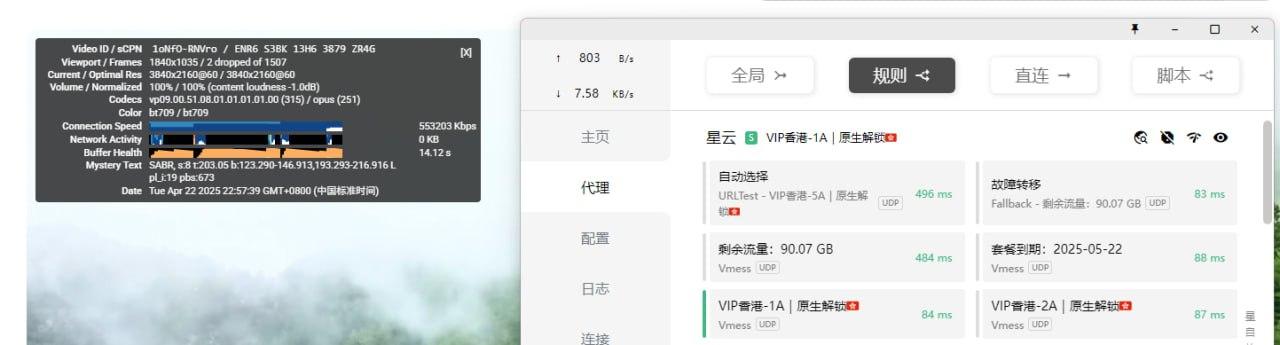 Video ID / sCPN 1oNfO-RNVro / ENR6 S3BK 13H6 3879 ZR4G
[X]
Viewport / Frames 1840x1035 / 2 dropped of 1507
Current / Optimal Res 3840x2160@60 / 3840x2160@60
Volume / Normalized 100% / 100% (content loudness -1.0dB)
Codecs vp09.00.51.08.01.01.01.01.00 (315) / opus (251)
Color bt709 / bt709
Connection Speed 553203 Kbps
Network Activity 0 KB
Buffer Health 14.12 s
Mystery Text SABR, s:8 t:203.05 b:123.290-146.913,193.293-216.916 L
pl_i:19 pbs:673
Date Tue Apr 22 2025 22:57:39 GMT+0800 (中国标准时间)
↑ 803 B/s
↓ 7.58 KB/s
主页
代理
配置
日志
连接
全局
规则
直连
脚本
星云 S VIP香港-1A | 原生解锁🇭🇰
自动选择
URLTest - VIP香港-5A | 原生解
锁🇭🇰 UDP 496 ms
故障转移
Fallback - 剩余流量：90.07 GB UDP 83 ms
剩余流量：90.07 GB
Vmess UDP 484 ms
套餐到期：2025-05-22
Vmess UDP 88 ms
VIP香港-1A | 原生解锁🇭🇰
Vmess UDP 84 ms
VIP香港-2A | 原生解锁🇭🇰
Vmess UDP 87 ms
星
自